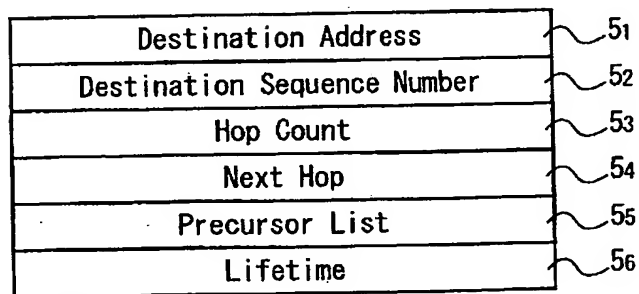 Destination Address 51
Destination Sequence Number 52
Hop Count 53
Next Hop 54
Precursor List 55
Lifetime 56